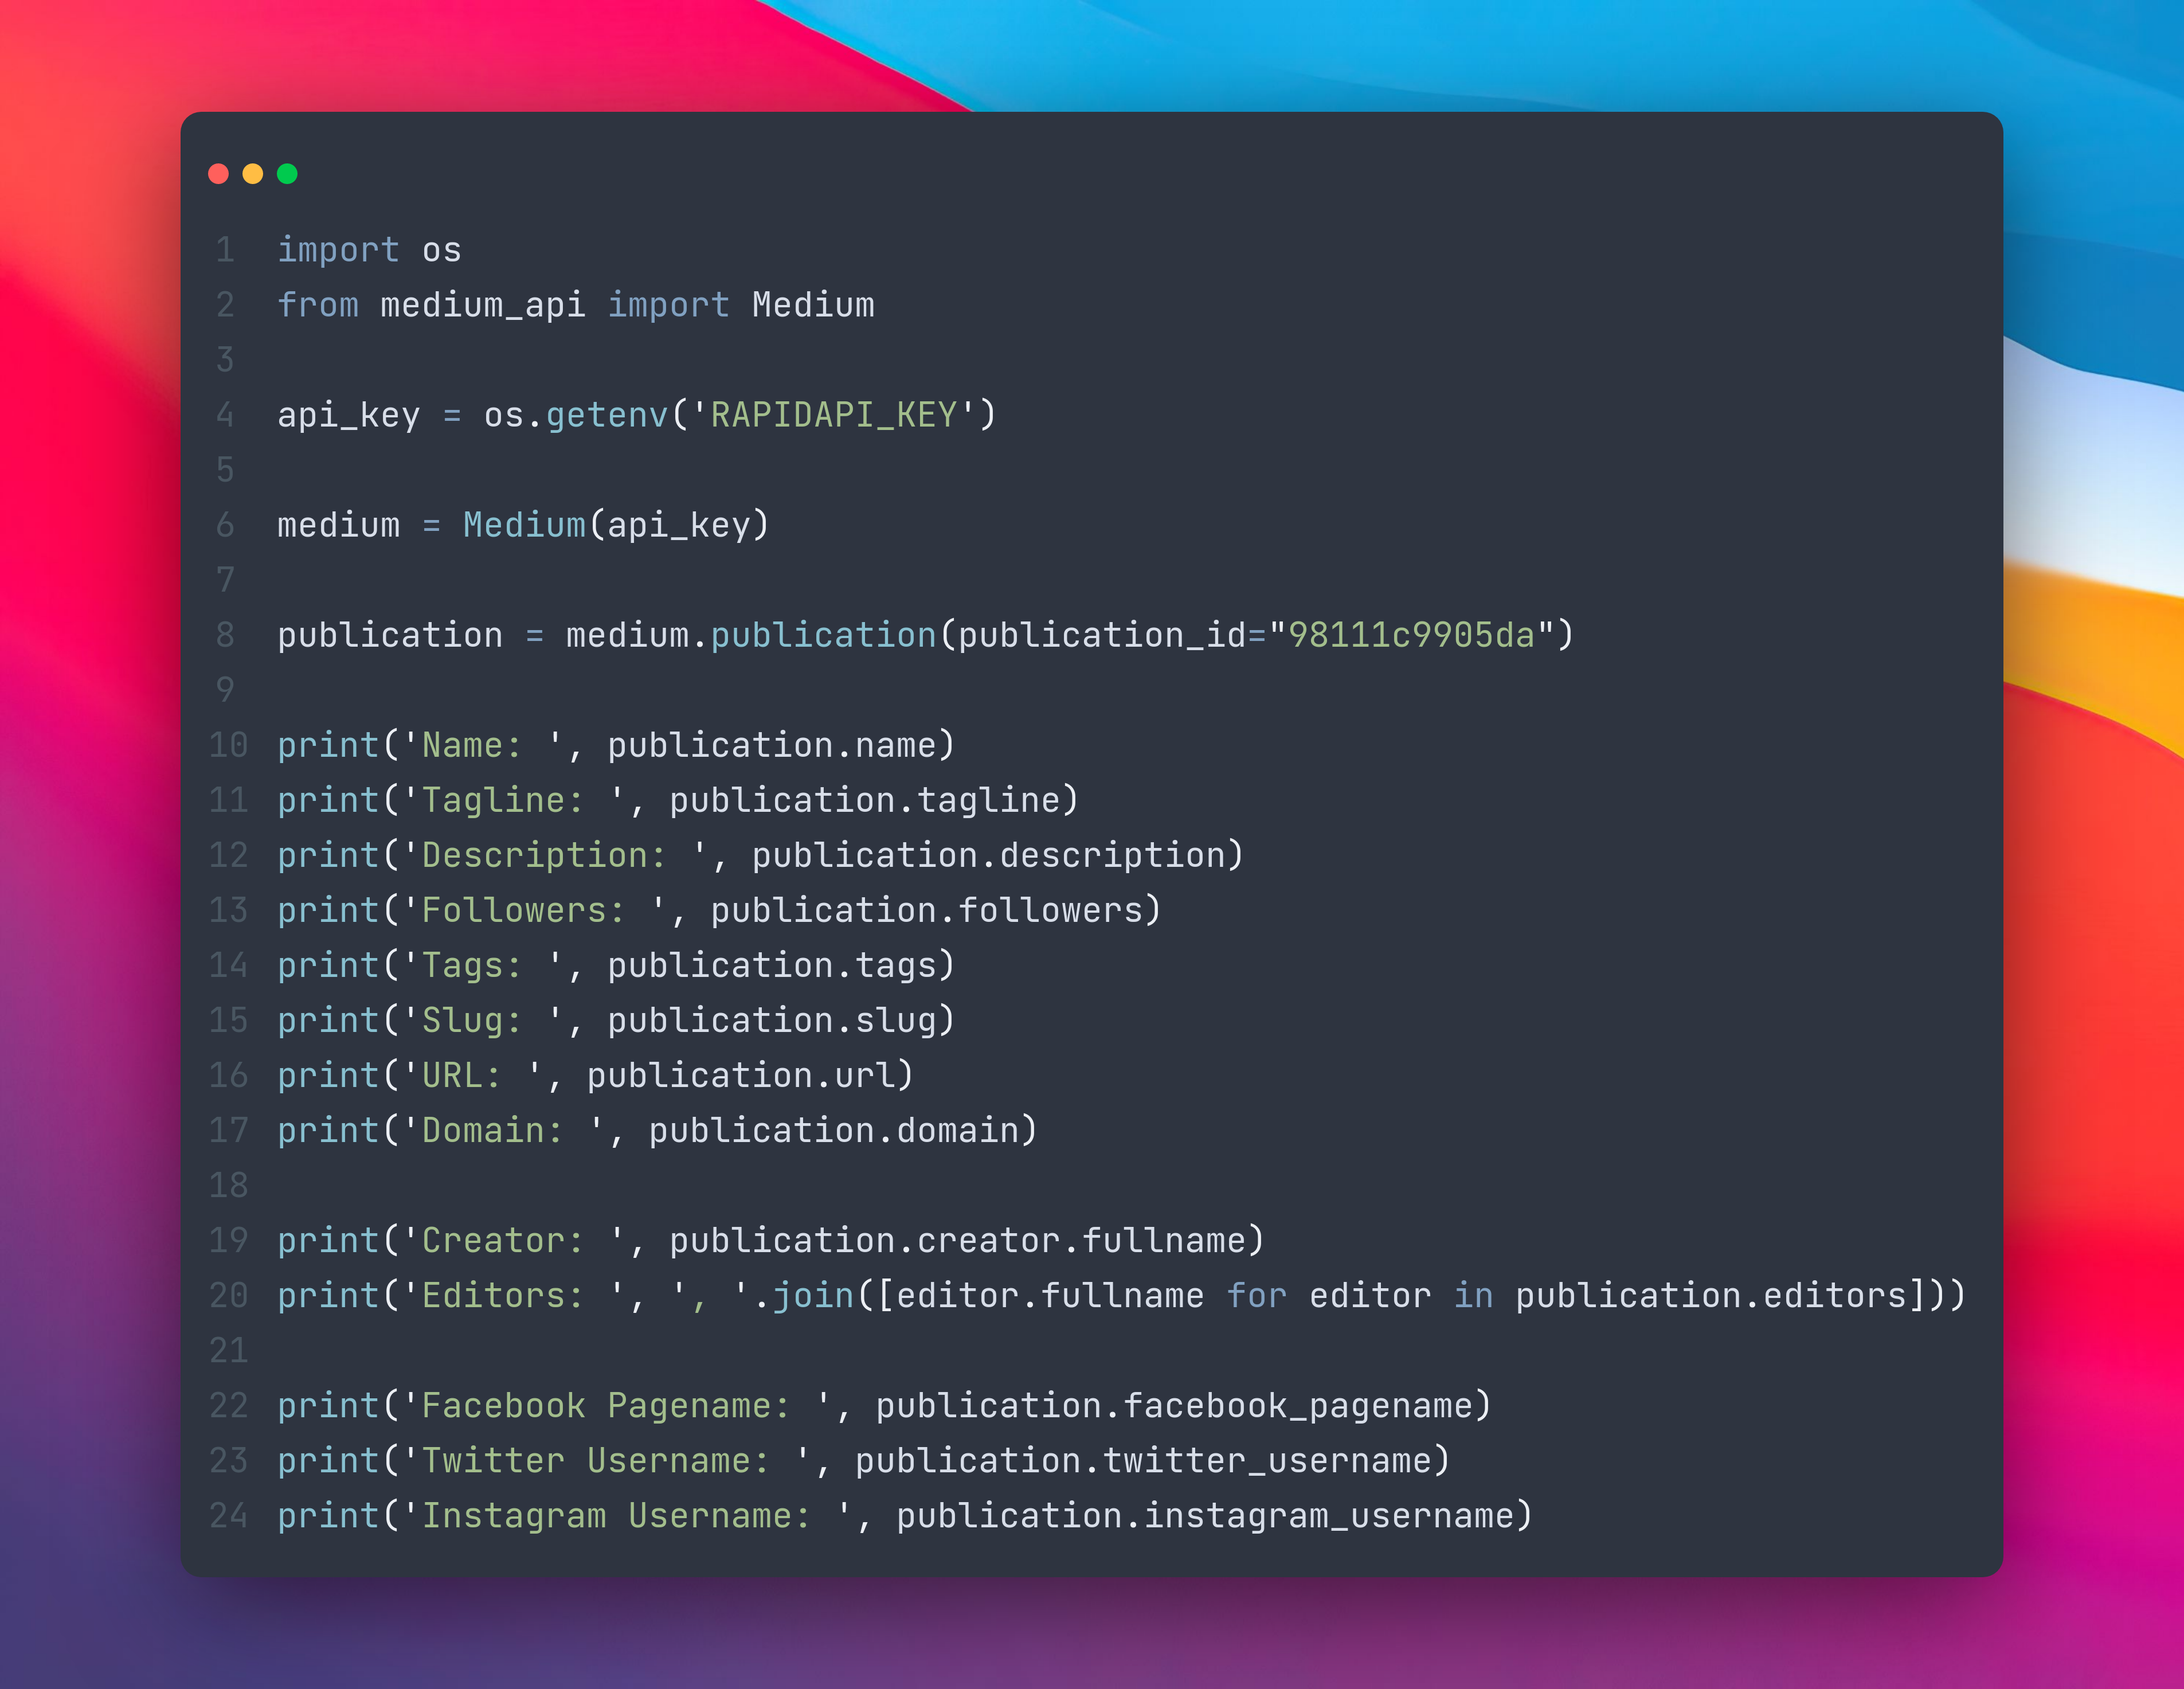 1 import os
2 from medium_api import Medium
3
4 api_key = os.getenv('RAPIDAPI_KEY')
5
6 medium = Medium(api_key)
7
8 publication = medium.publication(publication_id="98111c9905da")
9
10 print('Name: ', publication.name)
11 print('Tagline: ', publication.tagline)
12 print('Description: ', publication.description)
13 print('Followers: ', publication.followers)
14 print('Tags: ', publication.tags)
15 print('Slug: ', publication.slug)
16 print('URL: ', publication.url)
17 print('Domain: ', publication.domain)
18
19 print('Creator: ', publication.creator.fullname)
20 print('Editors: ', ', '.join([editor.fullname for editor in publication.editors]))
21
22 print('Facebook Pagename: ', publication.facebook_pagename)
23 print('Twitter Username: ', publication.twitter_username)
24 print('Instagram Username: ', publication.instagram_username)